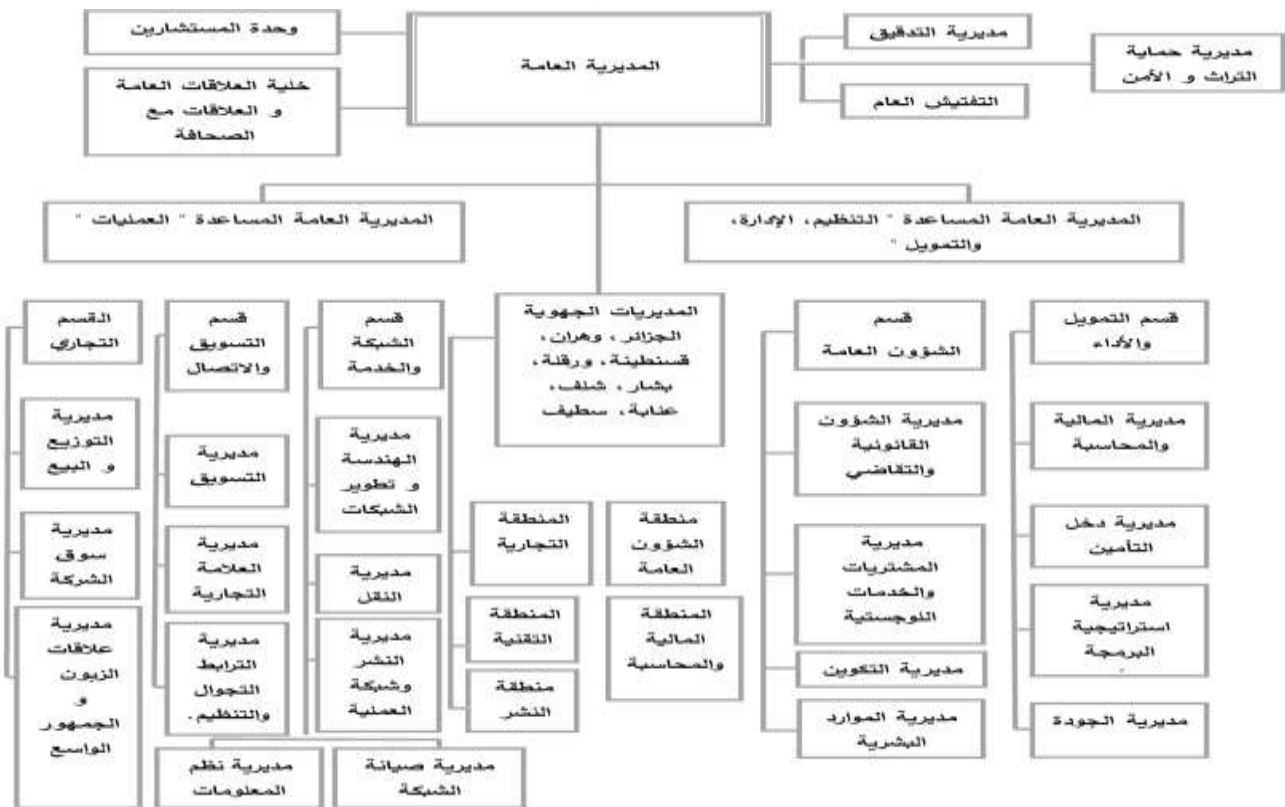 المديرية العامة
وحدة المستشارين
خلية العلاقات العامة
و العلاقات مع
الصحافة
مديرية التدقيق
التفتيش العام
مديرية حماية
التراث و الأمن
المديرية العامة المساعدة " التنظيم، الإدارة،
والتمويل "
المديرية العامة المساعدة " العمليات "
قسم التمويل
والأداء
مديرية المالية
والمحاسبة
مديرية دخل
التأمين
مديرية
استراتيجية
البرمجة
مديرية الجودة
قسم
الشؤون العامة
مديرية الشؤون
القانونية
والتقاضي
مديرية
المشتريات
والخدمات
اللوجستية
مديرية التكوين
مديرية الموارد
البشرية
المديريات الجهوية
الجزائر، وهران،
قسنطينة، ورقلة،
بشار، شلف،
عنابة، سطيف
منطقة
الشؤون
العامة
المنطقة
المالية
والمحاسبة
المنطقة
التجارية
المنطقة
التقنية
منطقة
النشر
قسم
الشبكة
والخدمة
مديرية
الهندسة
و تطوير
الشبكات
مديرية
النقل
مديرية
النشر
وشبكة
العملية
مديرية صيانة
الشبكة
مديرية نظم
المعلومات
قسم
التسويق
والاتصال
مديرية
التسويق
مديرية
العلامة
التجارية
مديرية
الترابط
التجوال
والتنظيم.
القسم
التجاري
مديرية
التوزيع
و البيع
مديرية
سوق
الشركة
مديرية
علاقات
الزبون
و
الجمهور
الواسع